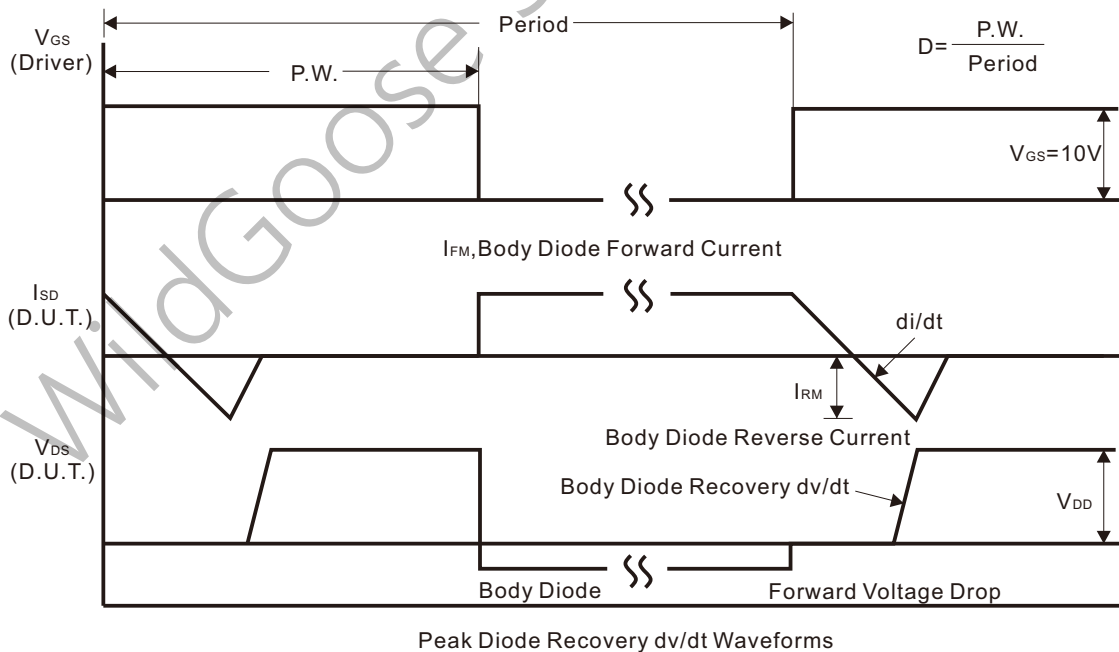 Period
VGS
(Driver)
D= P.W.
Period
P.W.
VGS=10V
IFM,Body Diode Forward Current
ISD
(D.U.T.)
di/dt
IRM
Body Diode Reverse Current
VDS
(D.U.T.)
Body Diode Recovery dv/dt
VDD
Body Diode
Forward Voltage Drop
Peak Diode Recovery dv/dt Waveforms
WildGoose